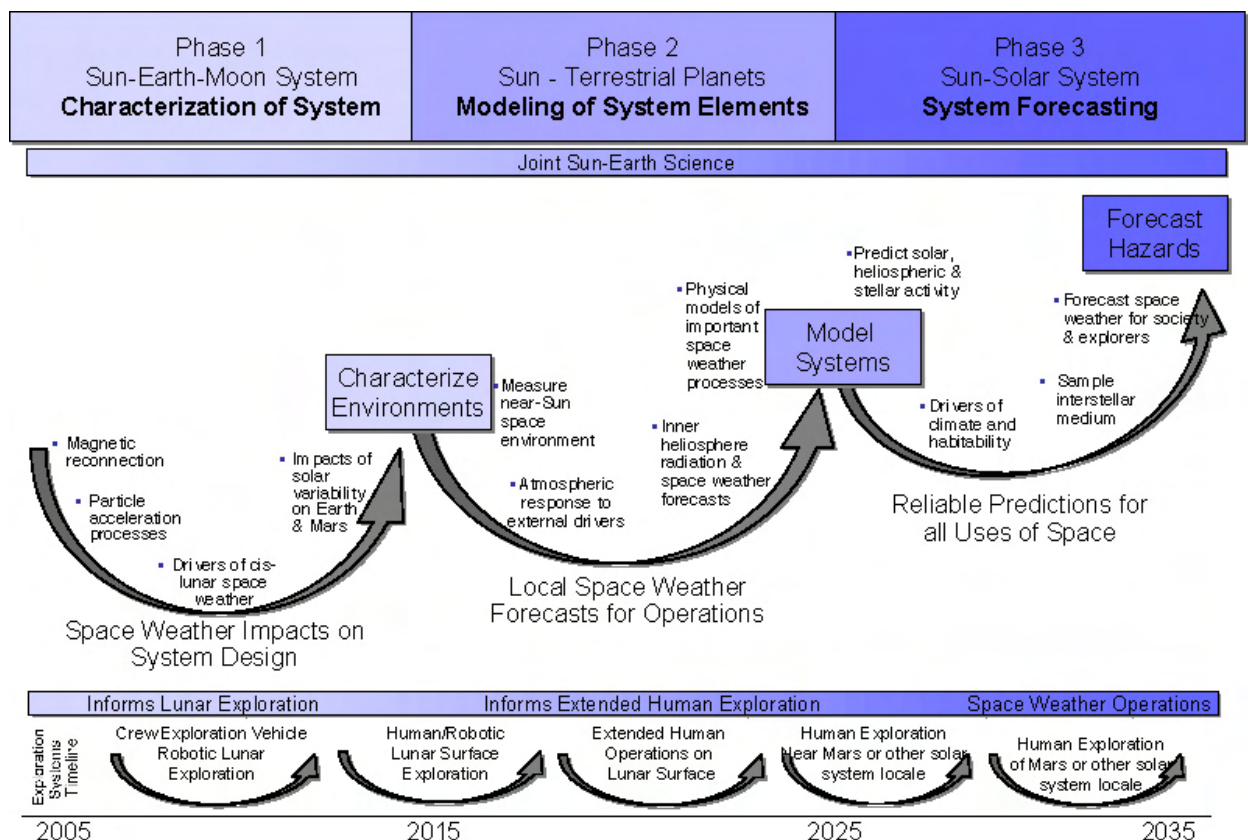 Phase 1
Sun-Earth-Moon System
Characterization of System
Phase 2
Sun - Terrestrial Planets
Modeling of System Elements
Phase 3
Sun-Solar System
System Forecasting
Joint Sun-Earth Science
Forecast
Hazards
▪Predict solar,
heliospheric &
stellar activity
▪Physical
models of
important
space
weather
processes
▪Forecast space
weather for society
& explorers
Model
Systems
Characterize
Environments
▪Measure
near-Sun
space
environment
▪Sample
interstellar
medium
▪Drivers of
climate and
habitability
▪Magnetic
reconnection
▪Impacts of
solar
variability
on Earth
& Mars
▪Inner
heliosphere
radiation &
space weather
forecasts
▪Particle
acceleration
processes
▪Atmospheric
response to
external drivers
Reliable Predictions for
all Uses of Space
▪Drivers of cis-
lunar space
weather
Local Space Weather
Forecasts for Operations
Space Weather Impacts on
System Design
Informs Lunar Exploration
Informs Extended Human Exploration
Space Weather Operations
Exploration
Systems
Timeline
Crew Exploration Vehicle
Robotic Lunar
Exploration
Human/Robotic
Lunar Surface
Exploration
Extended Human
Operations on
Lunar Surface
Human Exploration
Near Mars or other solar
system locale
Human Exploration
of Mars or other solar
system locale
2005
2015
2025
2035